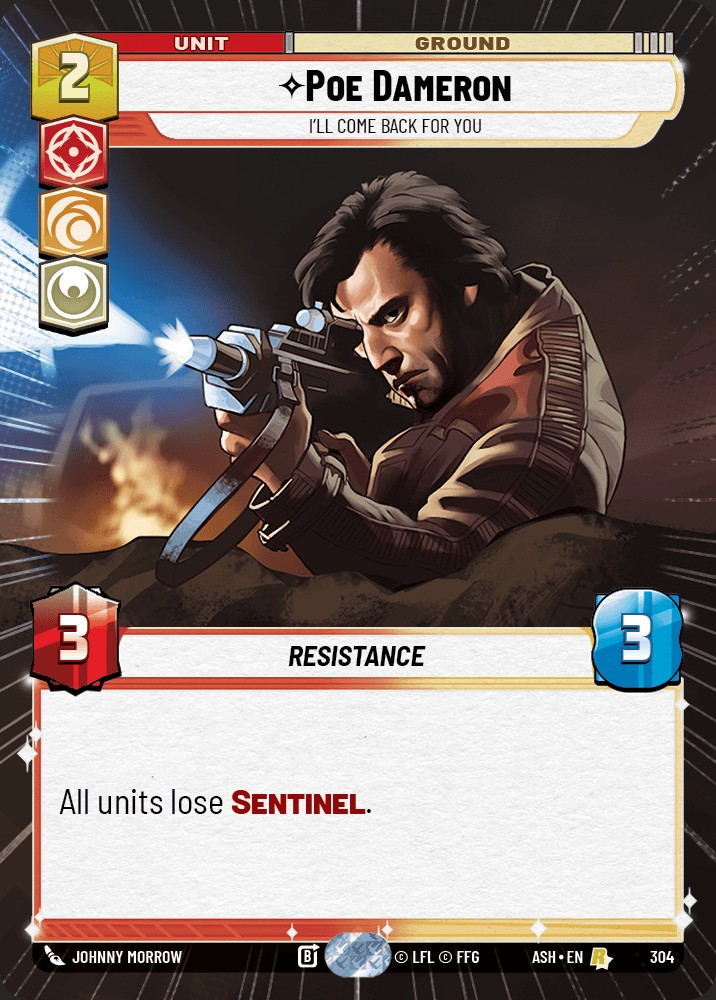 UNIT
GROUND
2
✧POE DAMERON
I'LL COME BACK FOR YOU
3
RESISTANCE
3
All units lose SENTINEL.
JOHNNY MORROW
B
© LFL © FFG
ASH • EN
R
304